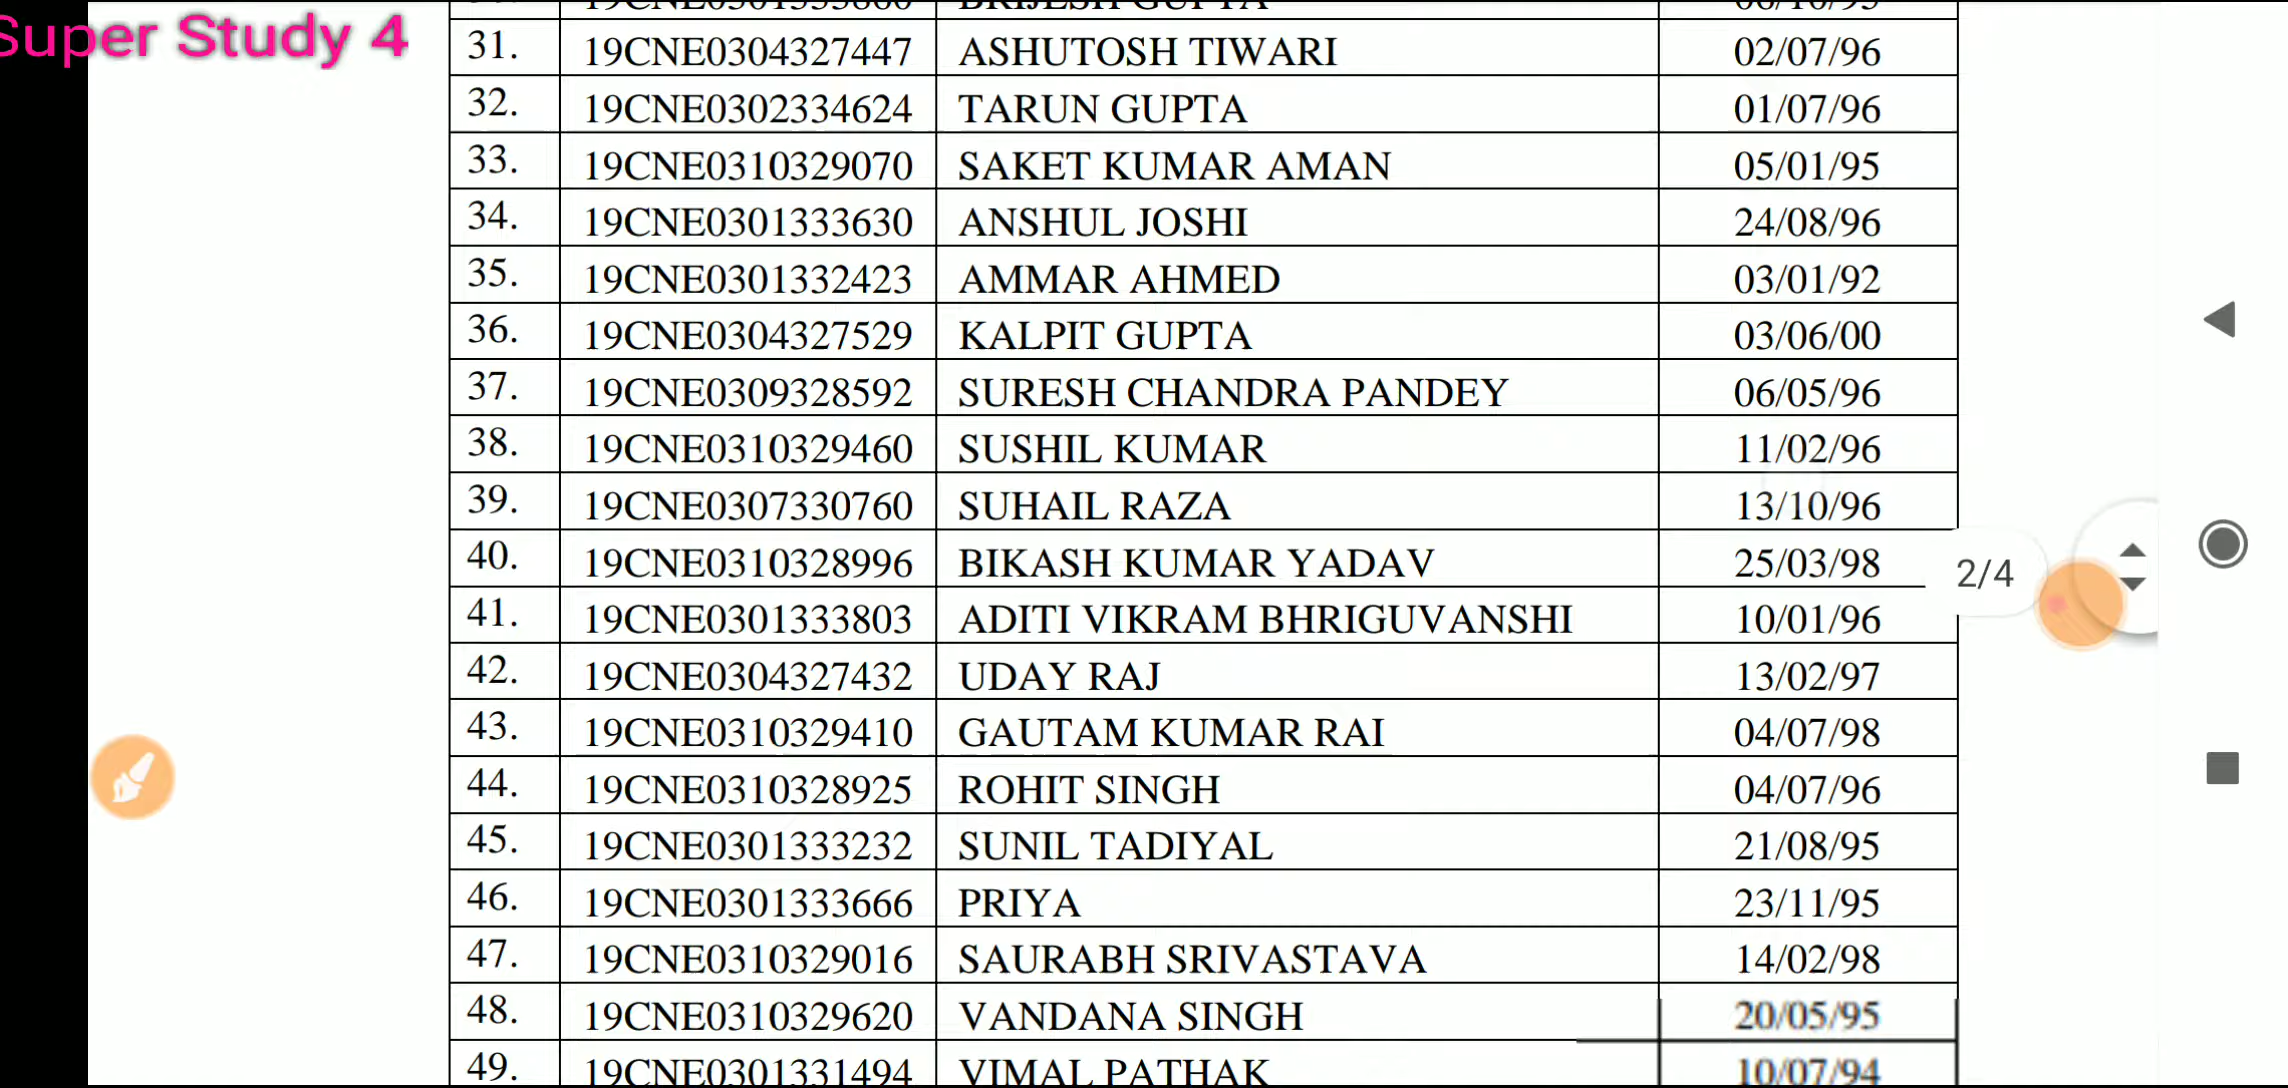 Super Study 4
31. 19CNE0304327447 ASHUTOSH TIWARI 02/07/96
32. 19CNE0302334624 TARUN GUPTA 01/07/96
33. 19CNE0310329070 SAKET KUMAR AMAN 05/01/95
34. 19CNE0301333630 ANSHUL JOSHI 24/08/96
35. 19CNE0301332423 AMMAR AHMED 03/01/92
36. 19CNE0304327529 KALPIT GUPTA 03/06/00
37. 19CNE0309328592 SURESH CHANDRA PANDEY 06/05/96
38. 19CNE0310329460 SUSHIL KUMAR 11/02/96
39. 19CNE0307330760 SUHAIL RAZA 13/10/96
40. 19CNE0310328996 BIKASH KUMAR YADAV 25/03/98
2/4
41. 19CNE0301333803 ADITI VIKRAM BHRIGUVANSHI 10/01/96
42. 19CNE0304327432 UDAY RAJ 13/02/97
43. 19CNE0310329410 GAUTAM KUMAR RAI 04/07/98
44. 19CNE0310328925 ROHIT SINGH 04/07/96
45. 19CNE0301333232 SUNIL TADIYAL 21/08/95
46. 19CNE0301333666 PRIYA 23/11/95
47. 19CNE0310329016 SAURABH SRIVASTAVA 14/02/98
48. 19CNE0310329620 VANDANA SINGH 20/05/95
49. 19CNE0301331494 VIMAL PATHAK 10/07/94